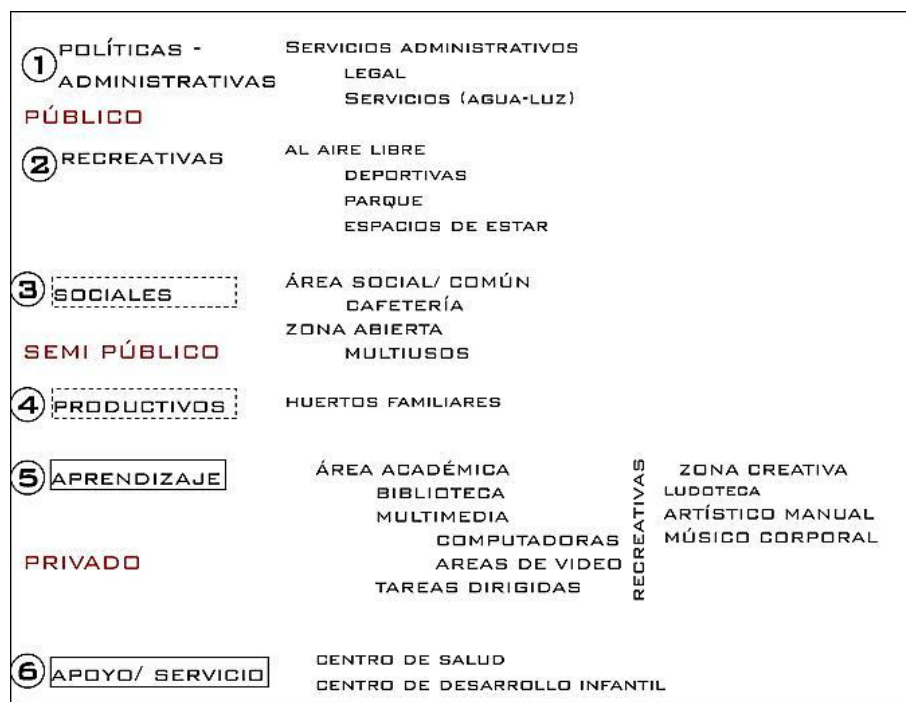 1 POLÍTICAS - ADMINISTRATIVAS
PÚBLICO
SERVICIOS ADMINISTRATIVOS
LEGAL
SERVICIOS (AGUA-LUZ)
2 RECREATIVAS
AL AIRE LIBRE
DEPORTIVAS
PARQUE
ESPACIOS DE ESTAR
3 SOCIALES
SEMI PÚBLICO
ÁREA SOCIAL/ COMÚN
CAFETERÍA
ZONA ABIERTA
MULTIUSOS
4 PRODUCTIVOS
HUERTOS FAMILIARES
5 APRENDIZAJE
PRIVADO
ÁREA ACADÉMICA
BIBLIOTECA
MULTIMEDIA
COMPUTADORAS
AREAS DE VIDEO
TAREAS DIRIGIDAS
RECREATIVAS
ZONA CREATIVA
LUDOTECA
ARTÍSTICO MANUAL
MÚSICO CORPORAL
6 APOYO/ SERVICIO
CENTRO DE SALUD
CENTRO DE DESARROLLO INFANTIL